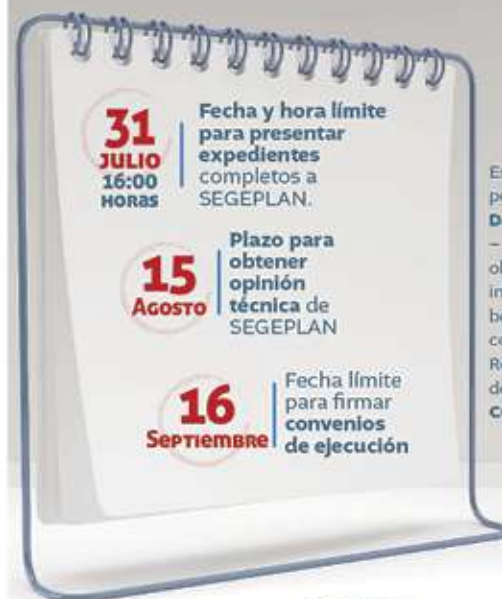 31
JULIO
16:00
HORAS
Fecha y hora límite
para presentar
expedientes
completos a
SEGEPLAN.
15
AGOSTO
Plazo para
obtener
opinión
técnica de
SEGEPLAN
16
SEPTIEMBRE
Fecha límite
para firmar
convenios
de ejecución